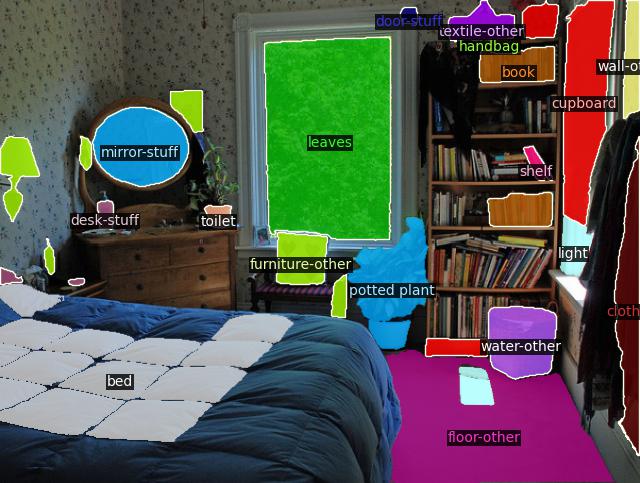 door-stuff
textile-other
handbag
wall-o
book
cupboard
leaves
mirror-stuff
shelf
desk-stuff
toilet
light
furniture-other
potted plant
cloth
water-other
bed
floor-other